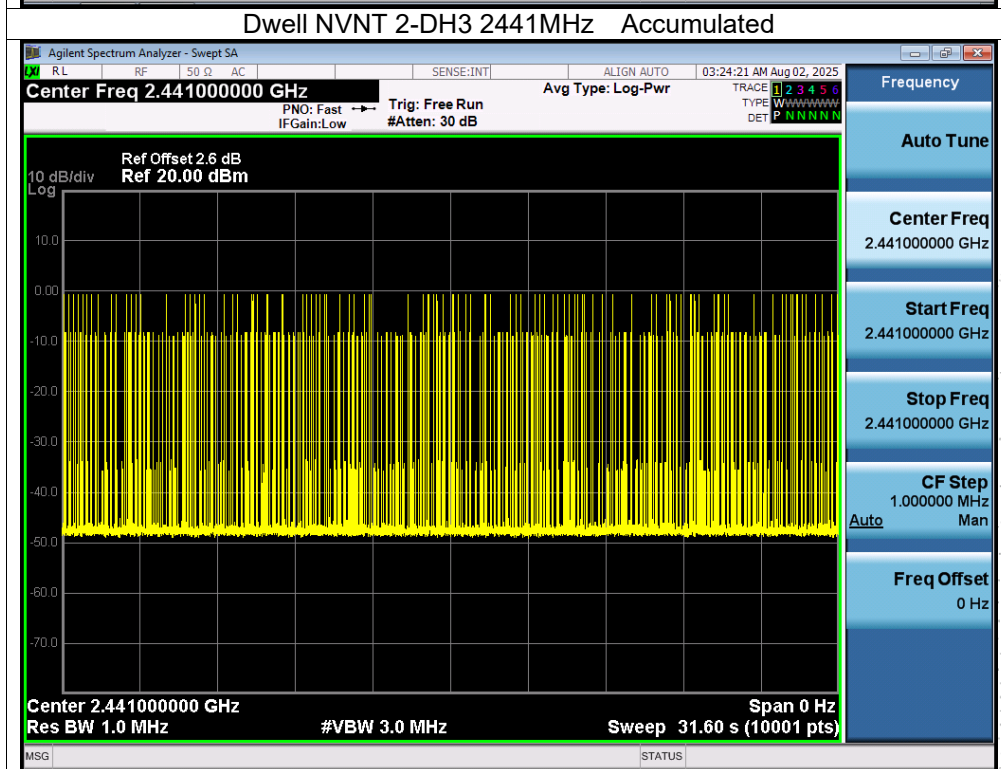 Dwell NVNT 2-DH3 2441MHz Accumulated
Agilent Spectrum Analyzer - Swept SA
LXI RL RF 50 Ω AC SENSE:INT ALIGN AUTO 03:24:21 AM Aug 02, 2025
Center Freq 2.441000000 GHz
PNO: Fast
IFGain:Low
Trig: Free Run
#Atten: 30 dB
Avg Type: Log-Pwr
TRACE 1 2 3 4 5 6
TYPE WWWWWWW
DET P N N N N N
Ref Offset 2.6 dB
10 dB/div Ref 20.00 dBm
Log
10.0
0.00
-10.0
-20.0
-30.0
-40.0
-50.0
-60.0
-70.0
Center 2.441000000 GHz Span 0 Hz
Res BW 1.0 MHz #VBW 3.0 MHz Sweep 31.60 s (10001 pts)
MSG STATUS
Frequency
Auto Tune
Center Freq
2.441000000 GHz
Start Freq
2.441000000 GHz
Stop Freq
2.441000000 GHz
CF Step
1.000000 MHz
Auto Man
Freq Offset
0 Hz